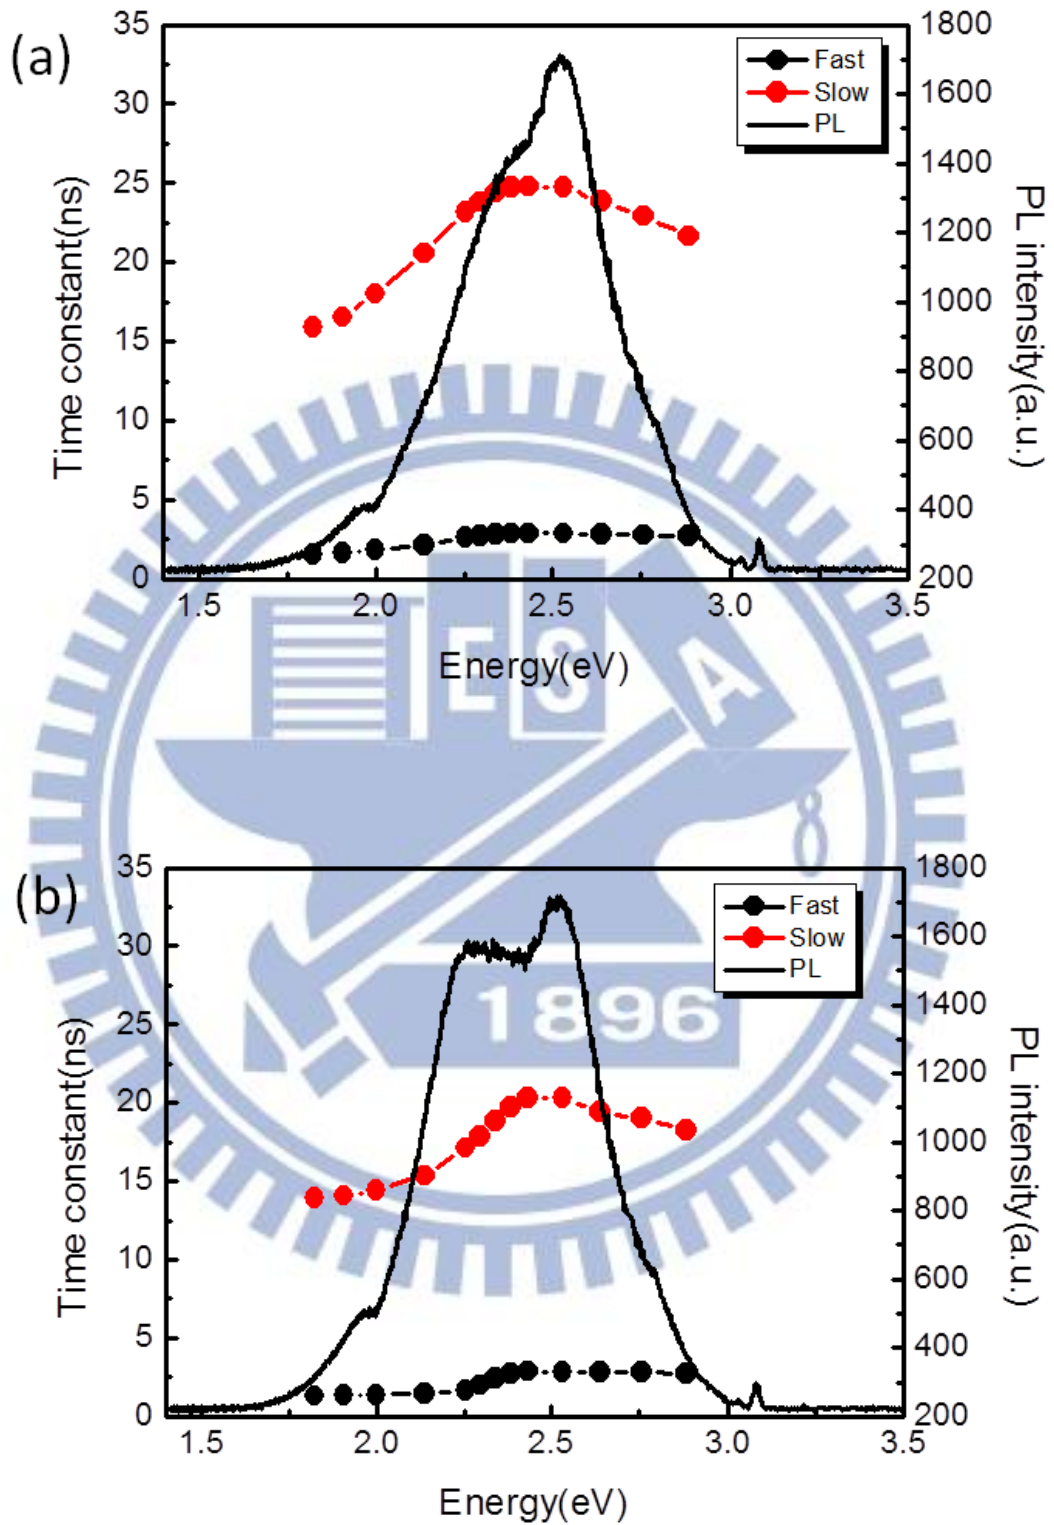 (a)
35
30
25
20
15
10
5
0
Time constant(ns)
1800
1600
1400
1200
1000
800
600
400
200
PL intensity(a.u.)
Fast
Slow
PL
1.5 2.0 2.5 3.0 3.5
Energy(eV)
E S A
1896
(b)
35
30
25
20
15
10
5
0
Time constant(ns)
1800
1600
1400
1200
1000
800
600
400
200
PL intensity(a.u.)
Fast
Slow
PL
1.5 2.0 2.5 3.0 3.5
Energy(eV)